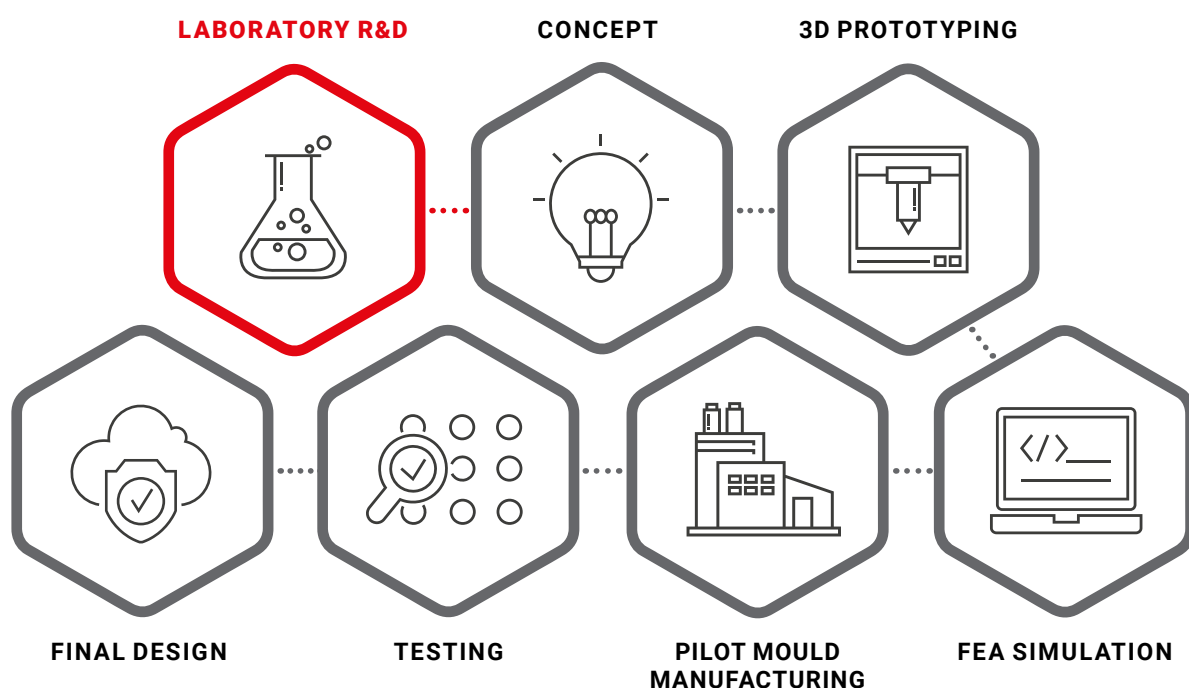 LABORATORY R&D
CONCEPT
3D PROTOTYPING
FINAL DESIGN
TESTING
PILOT MOULD
MANUFACTURING
FEA SIMULATION